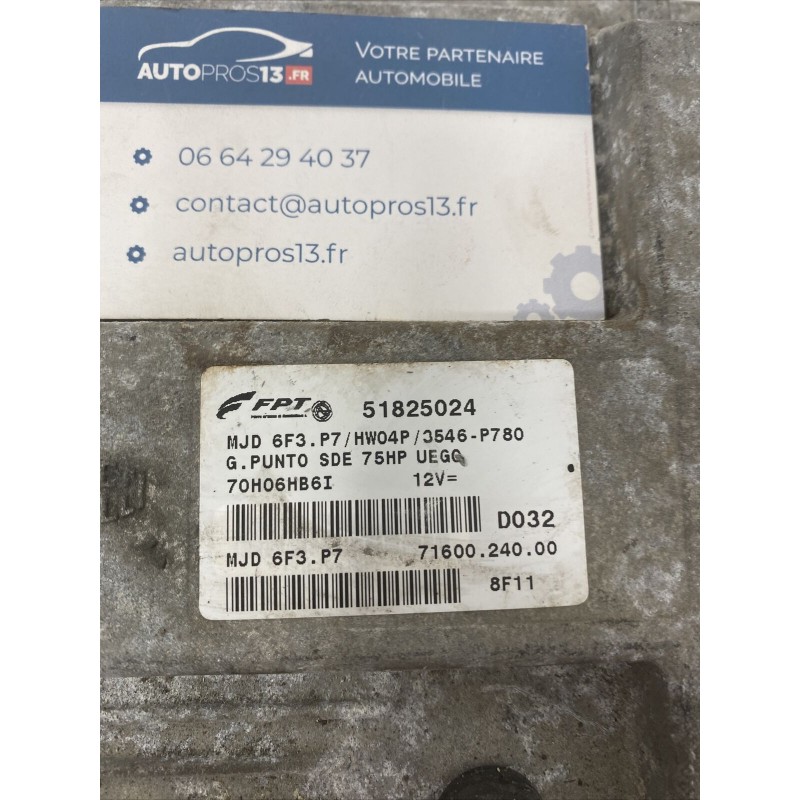 AUTOPROS13.FR
VOTRE PARTENAIRE
AUTOMOBILE
06 64 29 40 37
contact@autopros13.fr
autopros13.fr
FPT 51825024
MJD 6F3.P7/HW04P/3546-P780
G.PUNTO SDE 75HP UEGO
70H06HB6I 12V=
D032
MJD 6F3.P7 71600.240.00
8F11